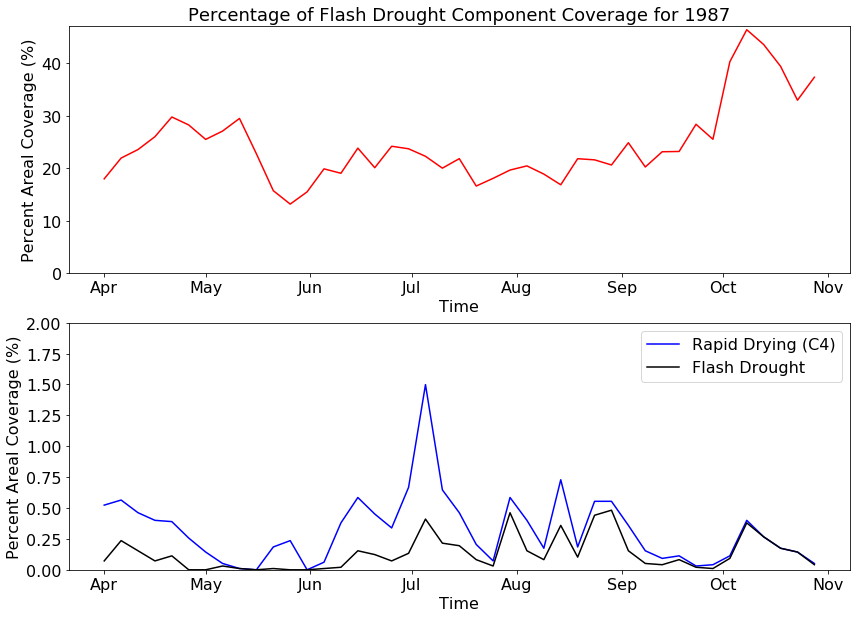 Percentage of Flash Drought Component Coverage for 1987
Percent Areal Coverage (%)
40
30
20
10
0
Apr May Jun Jul Aug Sep Oct Nov
Time
Percent Areal Coverage (%)
2.00
1.75
1.50
1.25
1.00
0.75
0.50
0.25
0.00
Rapid Drying (C4)
Flash Drought
Apr May Jun Jul Aug Sep Oct Nov
Time